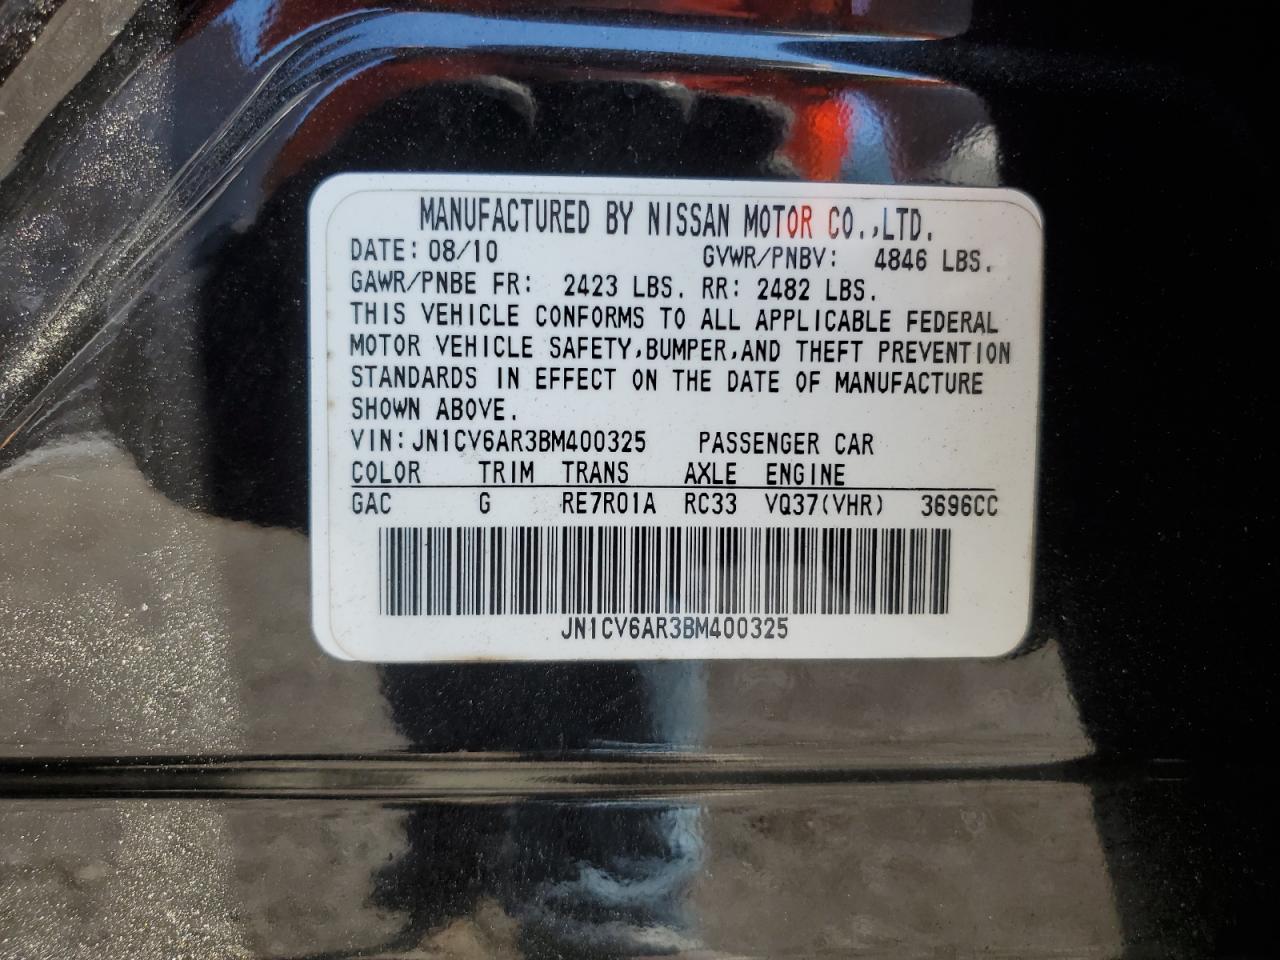 MANUFACTURED BY NISSAN MOTOR CO.,LTD.
DATE: 08/10 GVWR/PNBV: 4846 LBS.
GAWR/PNBE FR: 2423 LBS. RR: 2482 LBS.
THIS VEHICLE CONFORMS TO ALL APPLICABLE FEDERAL
MOTOR VEHICLE SAFETY,BUMPER,AND THEFT PREVENTION
STANDARDS IN EFFECT ON THE DATE OF MANUFACTURE
SHOWN ABOVE.
VIN: JN1CV6AR3BM400325 PASSENGER CAR
COLOR TRIM TRANS AXLE ENGINE
GAC G RE7R01A RC33 VQ37(VHR) 3696CC
JN1CV6AR3BM400325